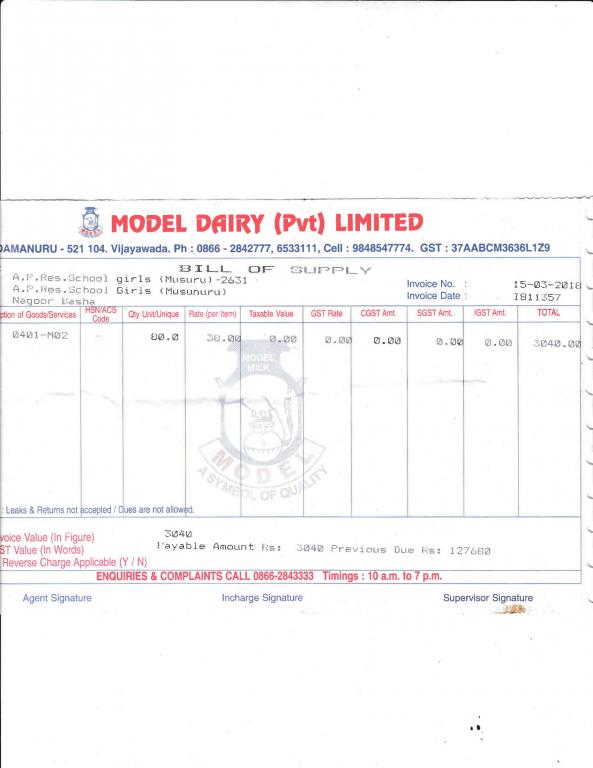 MODEL DAIRY (Pvt) LIMITED
DAMANURU - 521 104. Vijayawada. Ph : 0866 - 2842777, 6533111, Cell : 9848547774. GST : 37AABCM3636L1Z9
BILL OF SUPPLY
A.P.Res.School girls (Musuru)-2631
A.P.Res.School Girls (Musunuru)
Nagoor Basha
Invoice No. : 15-03-2018
Invoice Date : I811357
ction of Goods/Services HSN/ACS Code Qty Unit/Unique Rate (per Item) Taxable Value GST Rate CGST Amt. SGST Amt. IGST Amt. TOTAL
0401-M02 - 80.0 38.00 0.00 0.00 0.00 0.00 0.00 3040.00
MODEL MILK
MODEL
A SYMBOL OF QUALITY
: Leaks & Returns not accepted / Dues are not allowed.
voice Value (In Figure) 3040
ST Value (In Words) Payable Amount Rs: 3040 Previous Due Rs: 127680
Reverse Charge Applicable (Y / N)
ENQUIRIES & COMPLAINTS CALL 0866-2843333 Timings : 10 a.m. to 7 p.m.
Agent Signature Incharge Signature Supervisor Signature